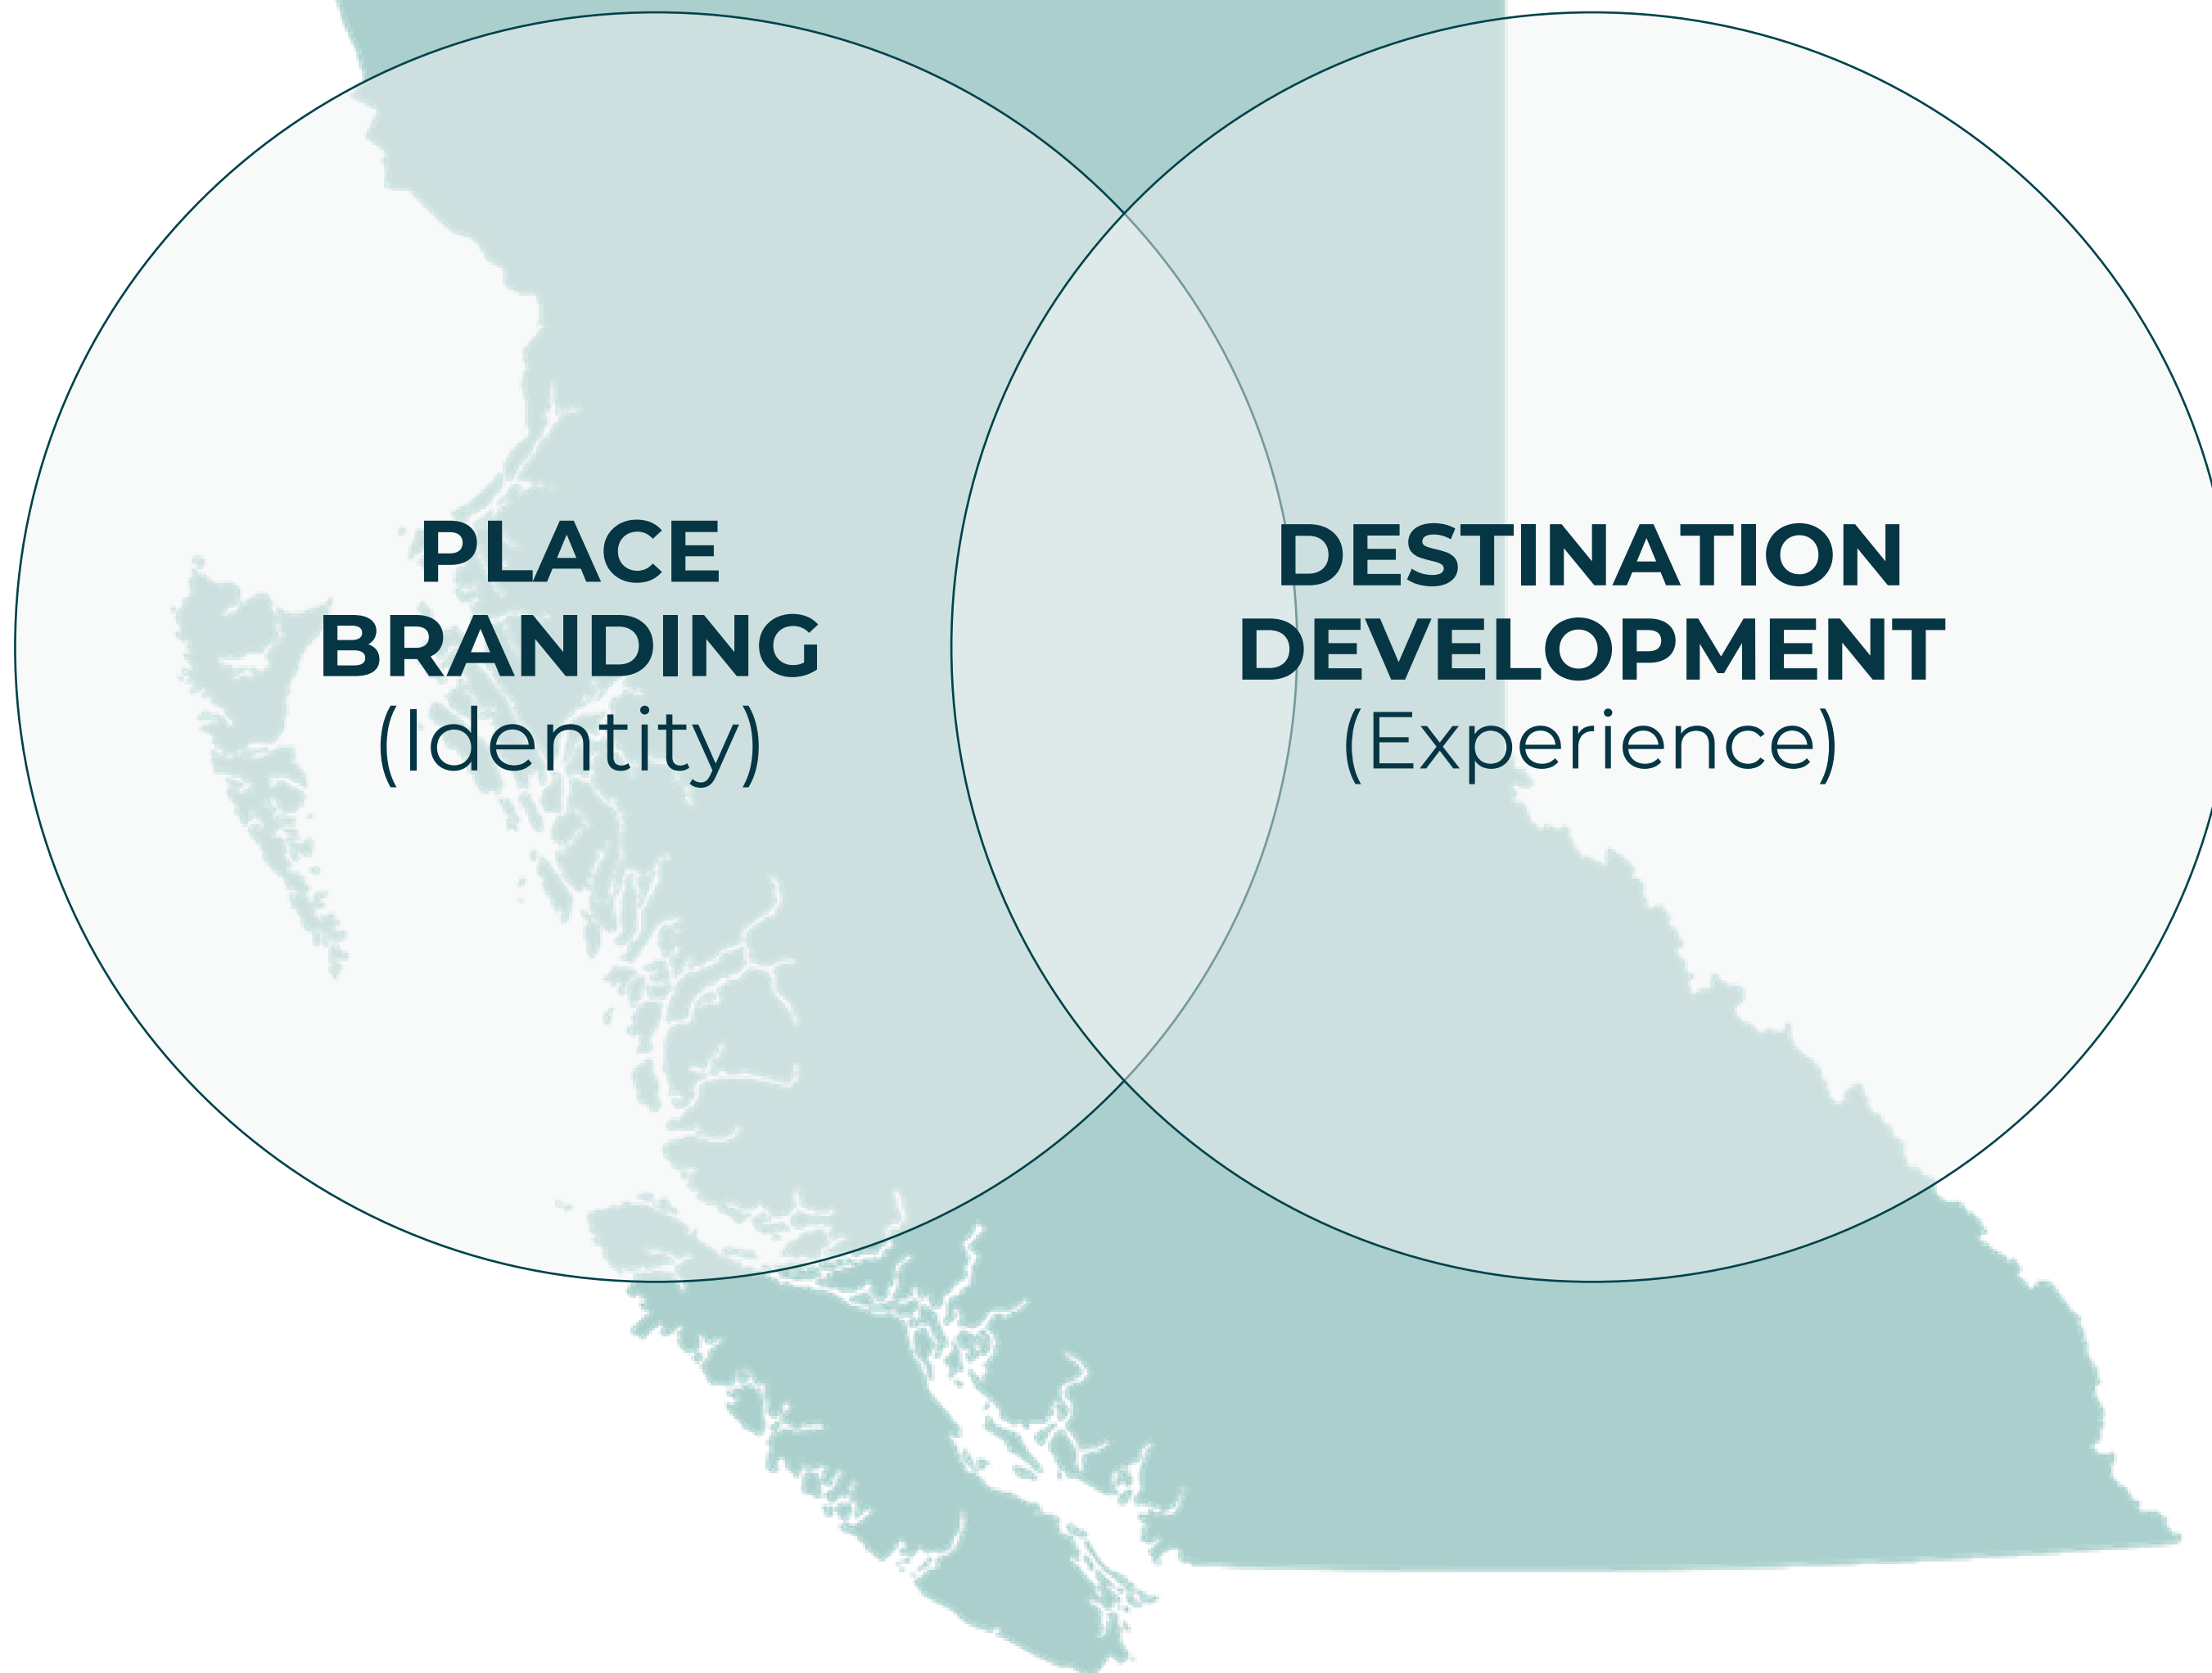 PLACE
BRANDING
(Identity)
DESTINATION
DEVELOPMENT
(Experience)